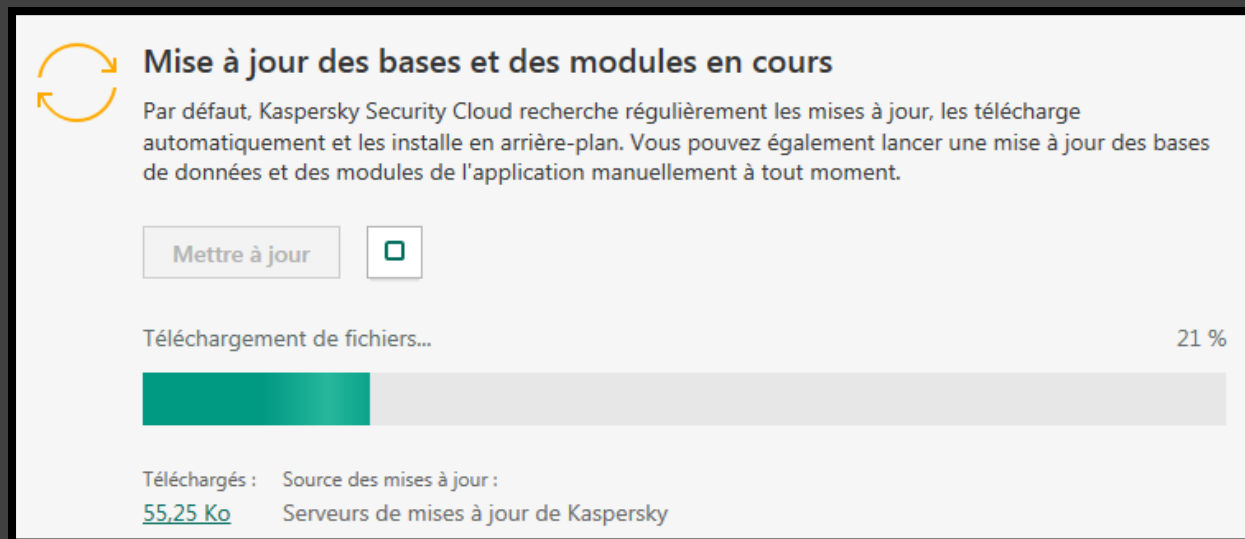 Mise à jour des bases et des modules en cours
Par défaut, Kaspersky Security Cloud recherche régulièrement les mises à jour, les télécharge
automatiquement et les installe en arrière-plan. Vous pouvez également lancer une mise à jour des bases
de données et des modules de l'application manuellement à tout moment.
Mettre à jour
Téléchargement de fichiers... 21 %
Téléchargés : Source des mises à jour :
55,25 Ko Serveurs de mises à jour de Kaspersky